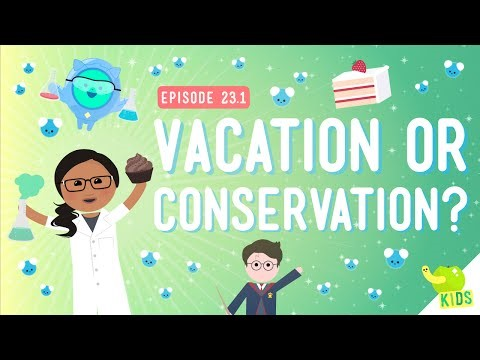 EPISODE 23.1
VACATION OR
CONSERVATION?
KIDS